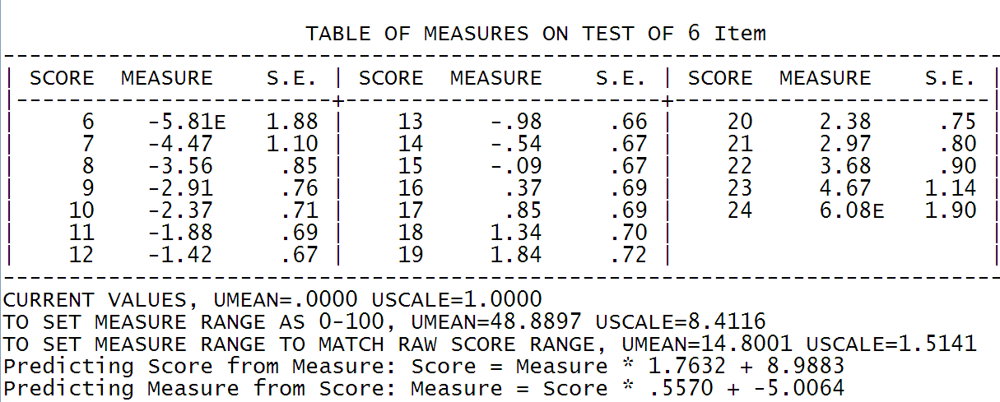 TABLE OF MEASURES ON TEST OF 6 Item
------------------------------------------------------------------------
| SCORE MEASURE S.E. | SCORE MEASURE S.E. | SCORE MEASURE S.E. |
|------------------------+------------------------+------------------------|
| 6 -5.81E 1.88 | 13 -.98 .66 | 20 2.38 .75 |
| 7 -4.47 1.10 | 14 -.54 .67 | 21 2.97 .80 |
| 8 -3.56 .85 | 15 -.09 .67 | 22 3.68 .90 |
| 9 -2.91 .76 | 16 .37 .69 | 23 4.67 1.14 |
| 10 -2.37 .71 | 17 .85 .69 | 24 6.08E 1.90 |
| 11 -1.88 .69 | 18 1.34 .70 | |
| 12 -1.42 .67 | 19 1.84 .72 | |
------------------------------------------------------------------------
CURRENT VALUES, UMEAN=.0000 USCALE=1.0000
TO SET MEASURE RANGE AS 0-100, UMEAN=48.8897 USCALE=8.4116
TO SET MEASURE RANGE TO MATCH RAW SCORE RANGE, UMEAN=14.8001 USCALE=1.5141
Predicting Score from Measure: Score = Measure * 1.7632 + 8.9883
Predicting Measure from Score: Measure = Score * .5570 + -5.0064